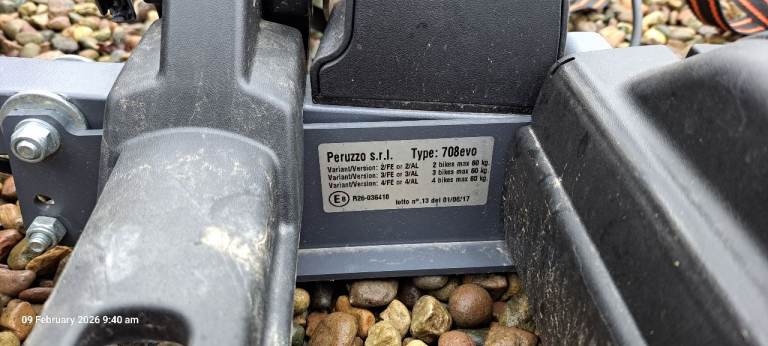 Peruzzo s.r.l. Type: 708evo
Variant/Version: 2/FE or 2/AL 2 bikes max 60 kg.
Variant/Version: 3/FE or 3/AL 3 bikes max 60 kg.
Variant/Version: 4/FE or 4/AL 4 bikes max 60 kg.
R26-036410 lotto n°.13 del 01/06/17
09 February 2026 9:40 am